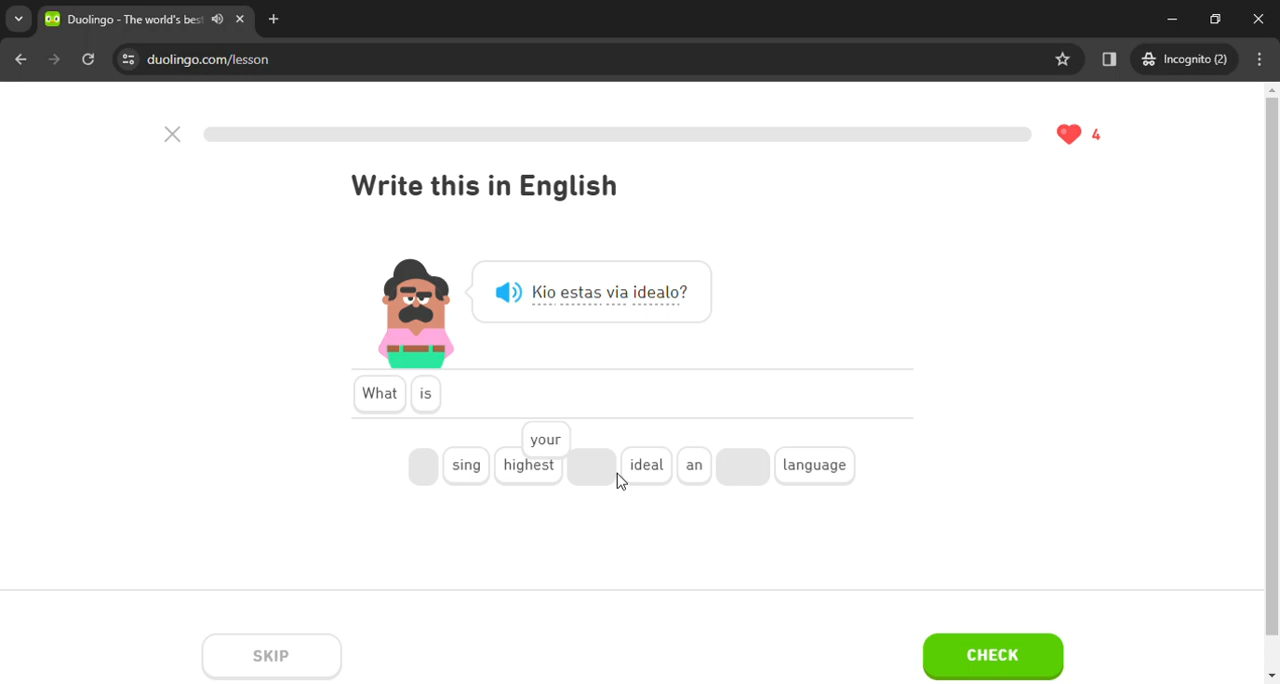 Duolingo - The world's bes
duolingo.com/lesson
Incognito (2)
4
Write this in English
Kio estas via idealo?
What is
your
sing highest ideal an language
SKIP CHECK